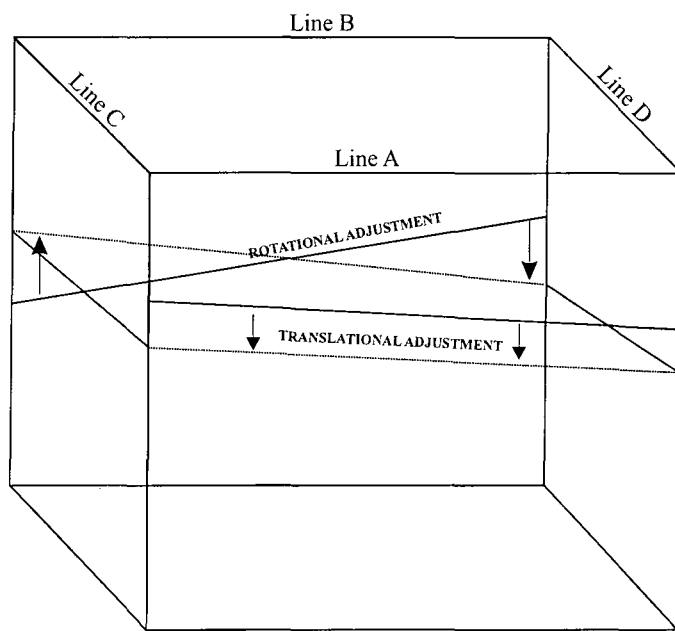 Line B
Line C
Line D
Line A
ROTATIONAL ADJUSTMENT
TRANSLATIONAL ADJUSTMENT